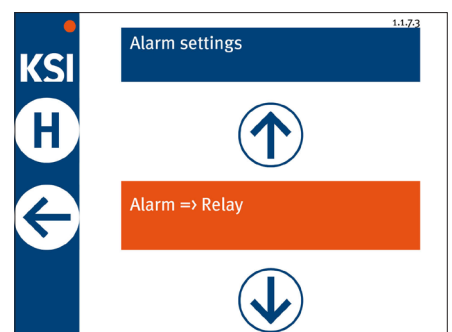 1.1.7.3
Alarm settings
KSI
H
Alarm => Relay